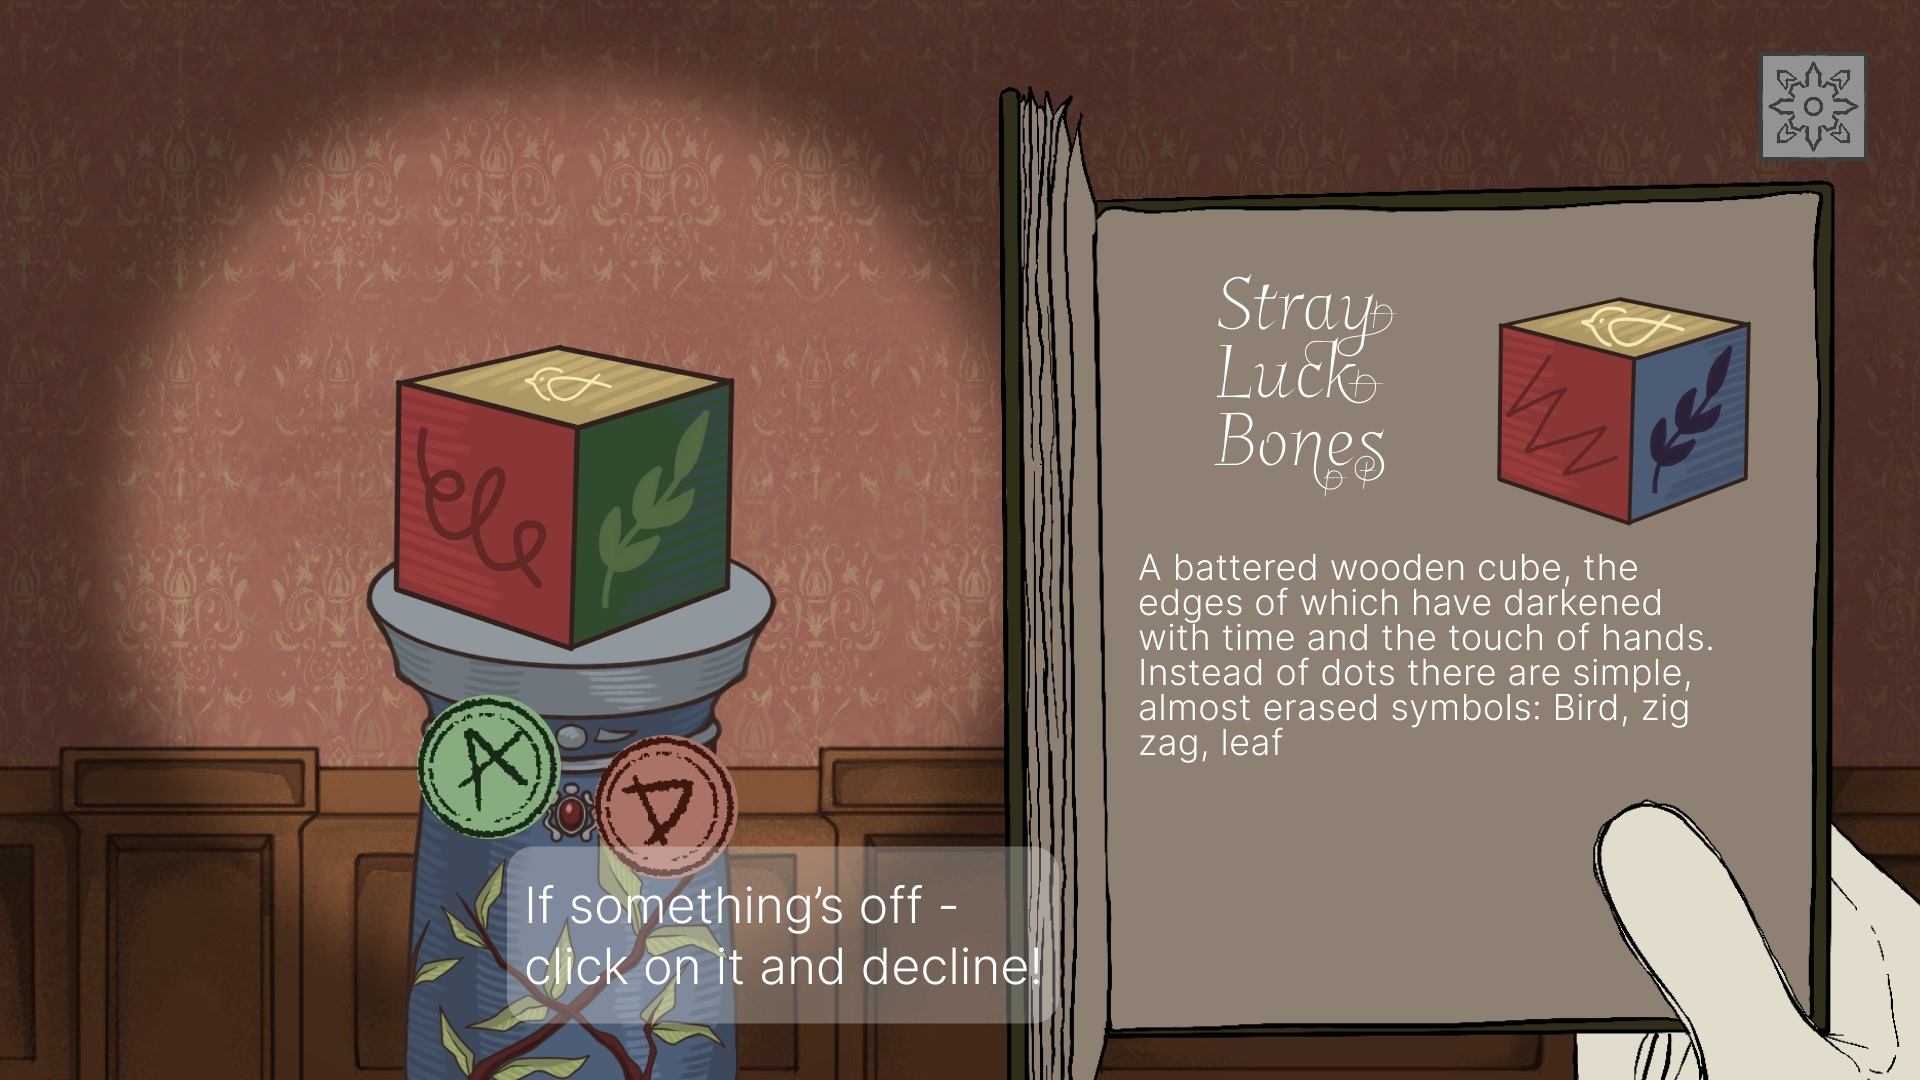 Stray
Luck
Bones
A battered wooden cube, the
edges of which have darkened
with time and the touch of hands.
Instead of dots there are simple,
almost erased symbols: Bird, zig
zag, leaf
A
D
If something’s off -
click on it and decline!